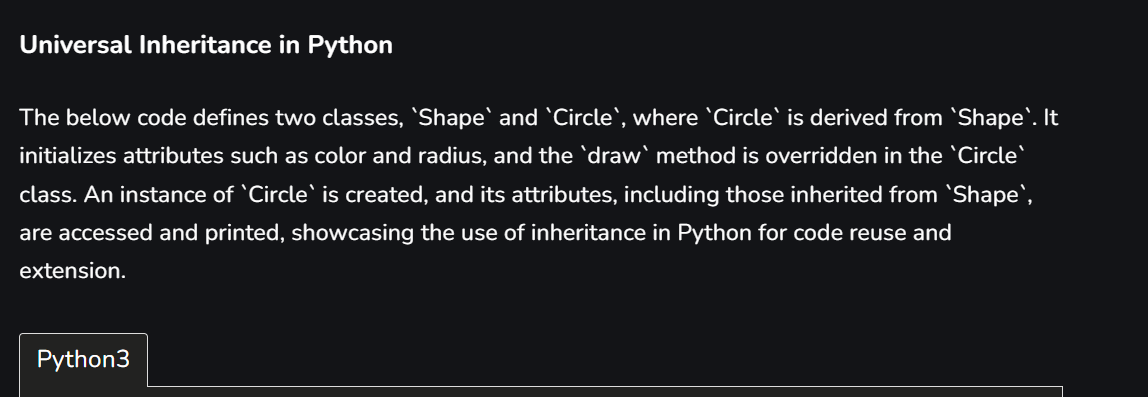 Universal Inheritance in Python
The below code defines two classes, `Shape` and `Circle`, where `Circle` is derived from `Shape`. It
initializes attributes such as color and radius, and the `draw` method is overridden in the `Circle`
class. An instance of `Circle` is created, and its attributes, including those inherited from `Shape`,
are accessed and printed, showcasing the use of inheritance in Python for code reuse and
extension.
Python3